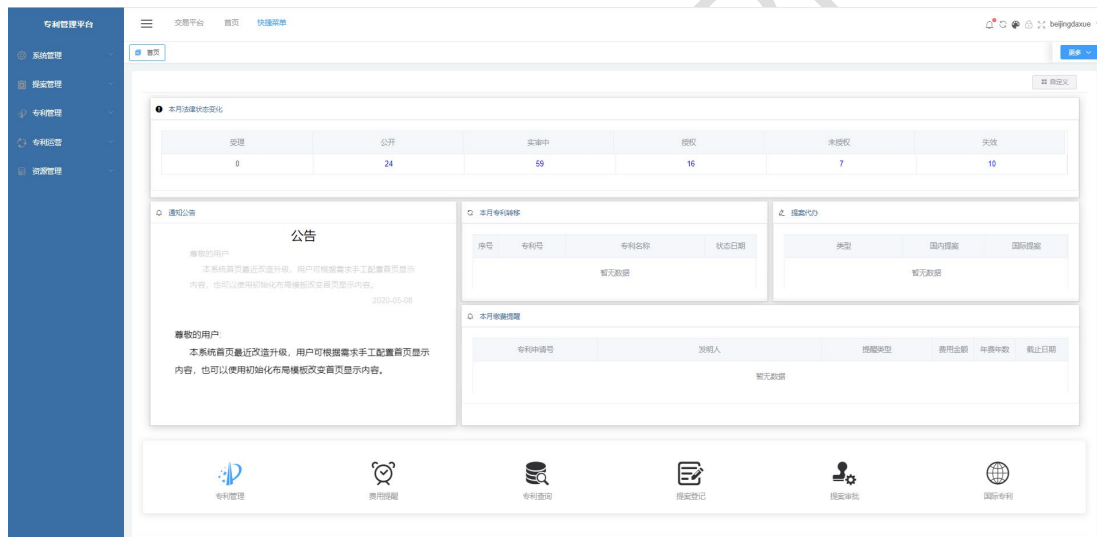 专利管理平台
交易平台 首页 快捷菜单
beijingdaxue
系统管理
首页
更多
提案管理
自定义
专利管理
本月法律状态变化
专利运营
受理 公开 实审中 授权 未授权 失效
0 24 59 16 7 10
资源管理
通知公告
公告
尊敬的用户
本系统首页最近改造升级，用户可根据需求手工配置首页显示
内容，也可以使用初始化布局模板改变首页显示内容。
2020-05-08
尊敬的用户:
本系统首页最近改造升级，用户可根据需求手工配置首页显示
内容，也可以使用初始化布局模板改变首页显示内容。
本月专利转移
序号 专利号 专利名称 状态日期
暂无数据
提案代办
类型 国内提案 国际提案
暂无数据
本月缴费提醒
专利申请号 发明人 提醒类型 费用金额 年费年数 截止日期
暂无数据
专利管理 费用提醒 专利查询 提案登记 提案审批 国际专利